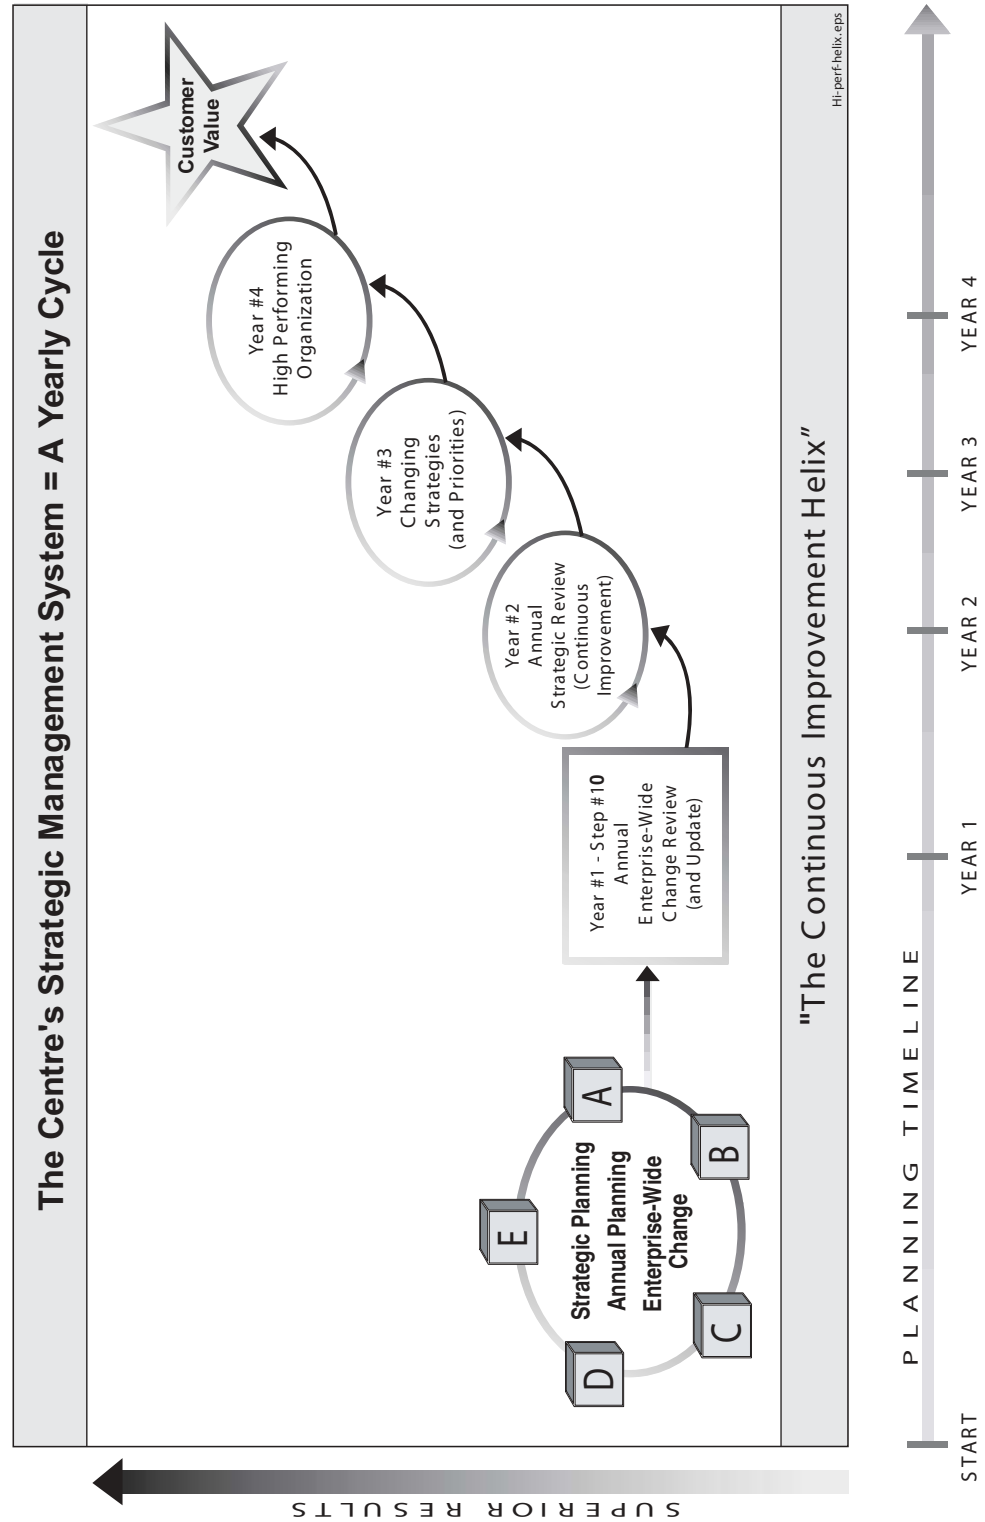 The Centre's Strategic Management System = A Yearly Cycle
Customer
Value
Year #4
High Performing
Organization
Year #3
Changing
Strategies
(and Priorities)
Year #2
Annual
Strategic Review
(Continuous
Improvement)
Year #1 - Step #10
Annual
Enterprise-Wide
Change Review
(and Update)
E
D
A
C
B
Strategic Planning
Annual Planning
Enterprise-Wide
Change
"The Continuous Improvement Helix”
Hi-perf-helix.eps
SUPERIOR RESULTS
PLANNING TIMELINE
START
YEAR 1
YEAR 2
YEAR 3
YEAR 4